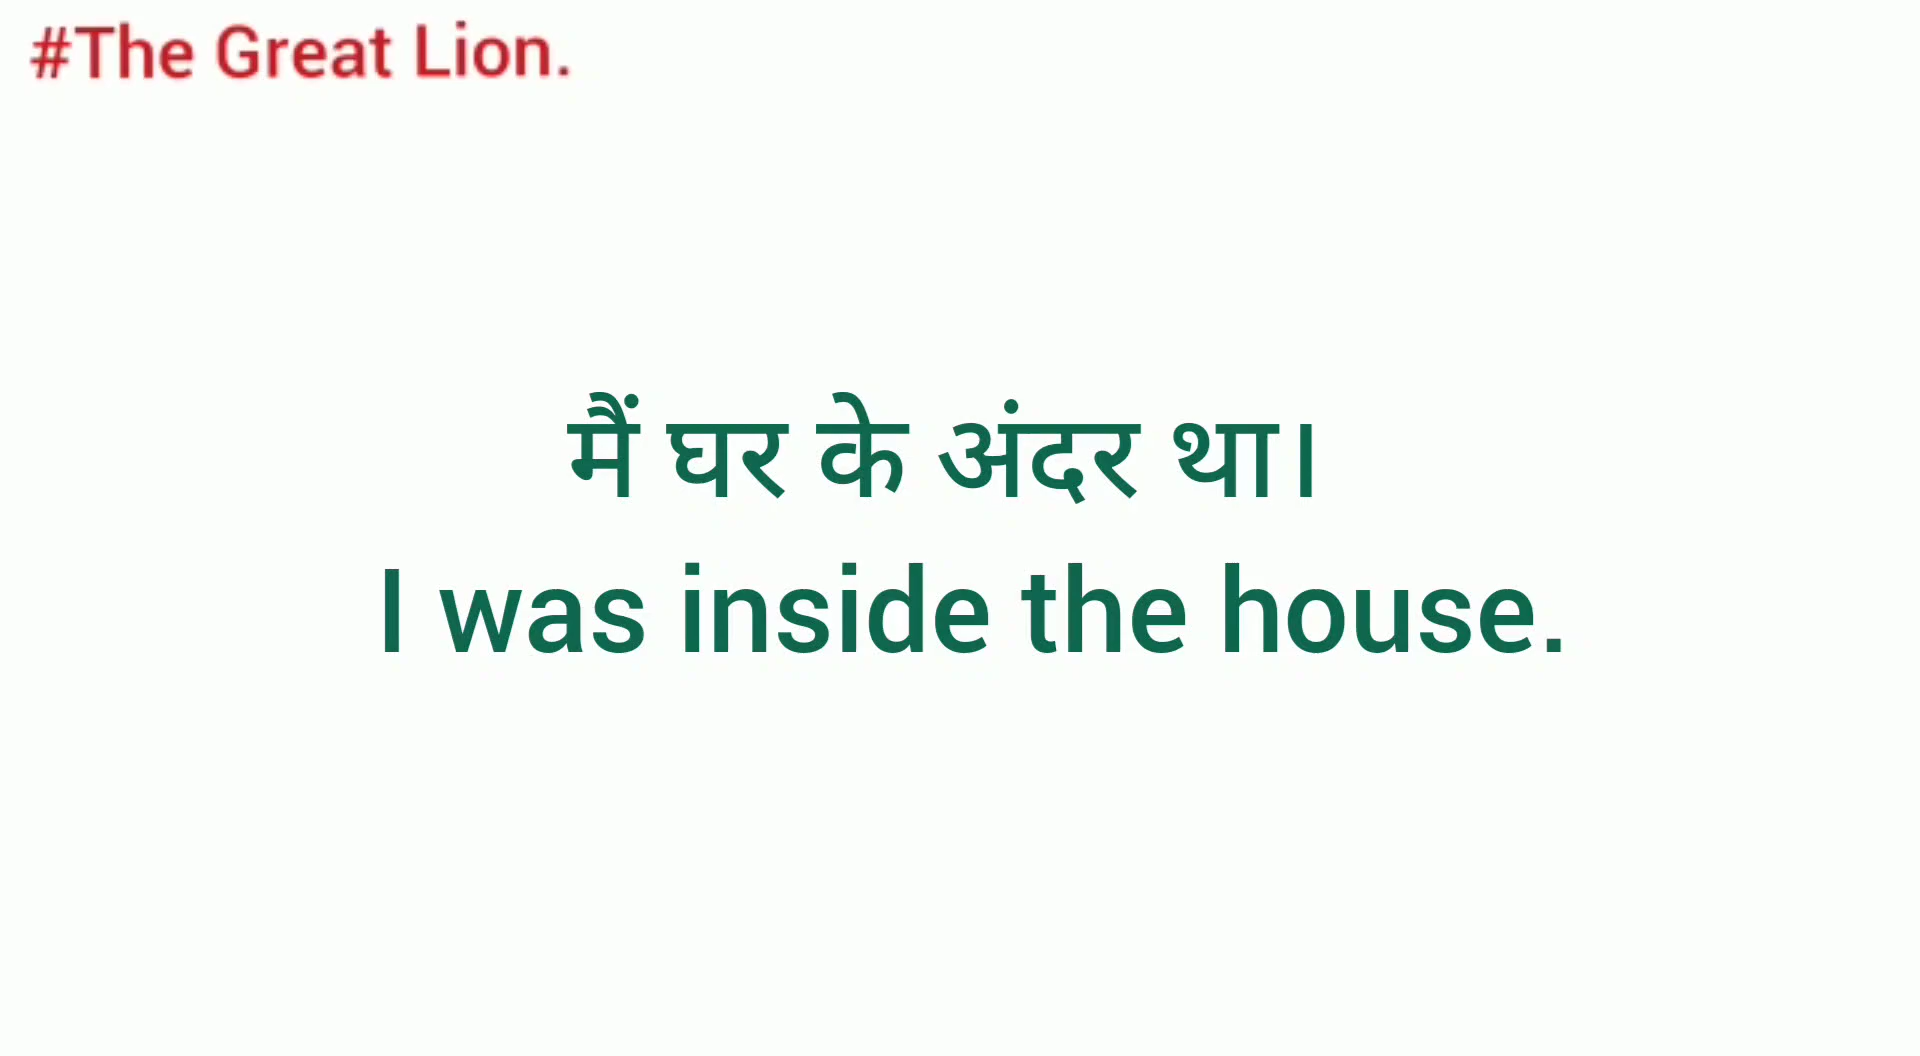 #The Great Lion.
मैं घर के अंदर था।
I was inside the house.